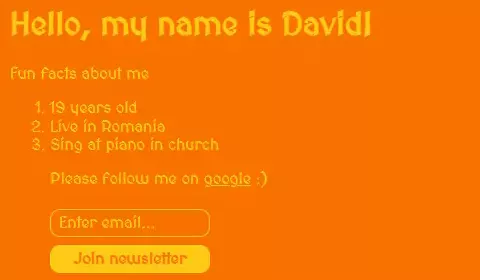 Hello, my name is David!
Fun facts about me
1. 19 years old
2. Live in Romania
3. Sing at piano in church
Please follow me on google :)
Enter email...
Join newsletter